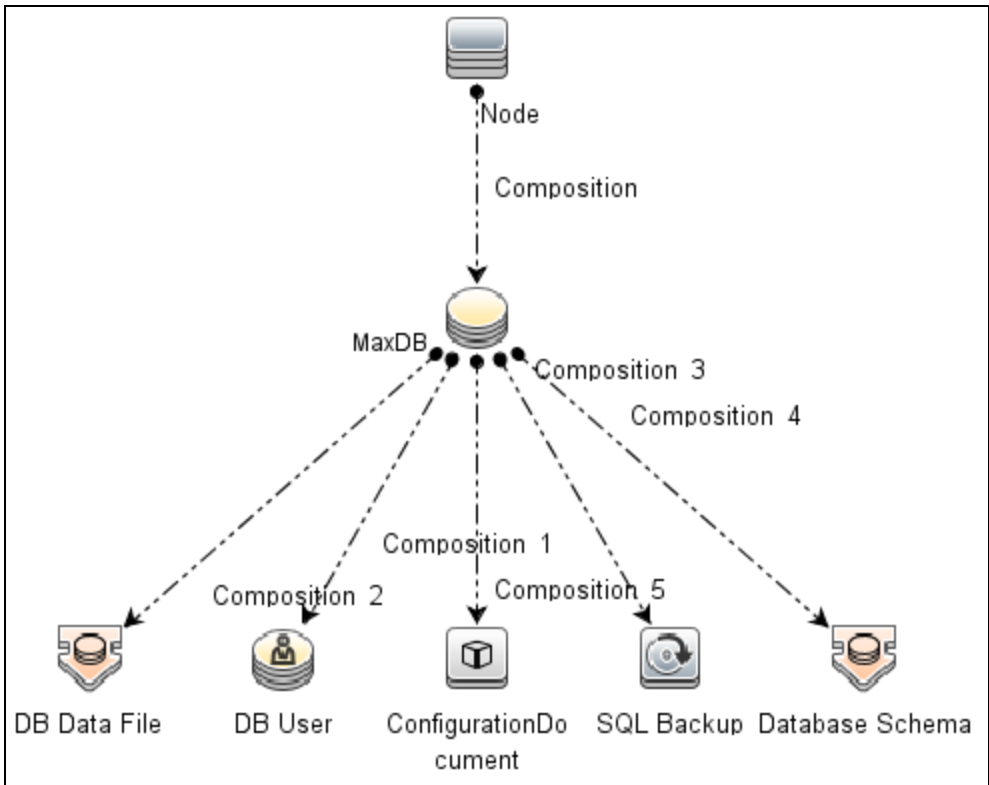 Node
Composition
MaxDB
Composition 3
Composition 4
Composition 1
Composition 5
Composition 2
DB Data File
DB User
ConfigurationDo
cument
SQL Backup
Database Schema